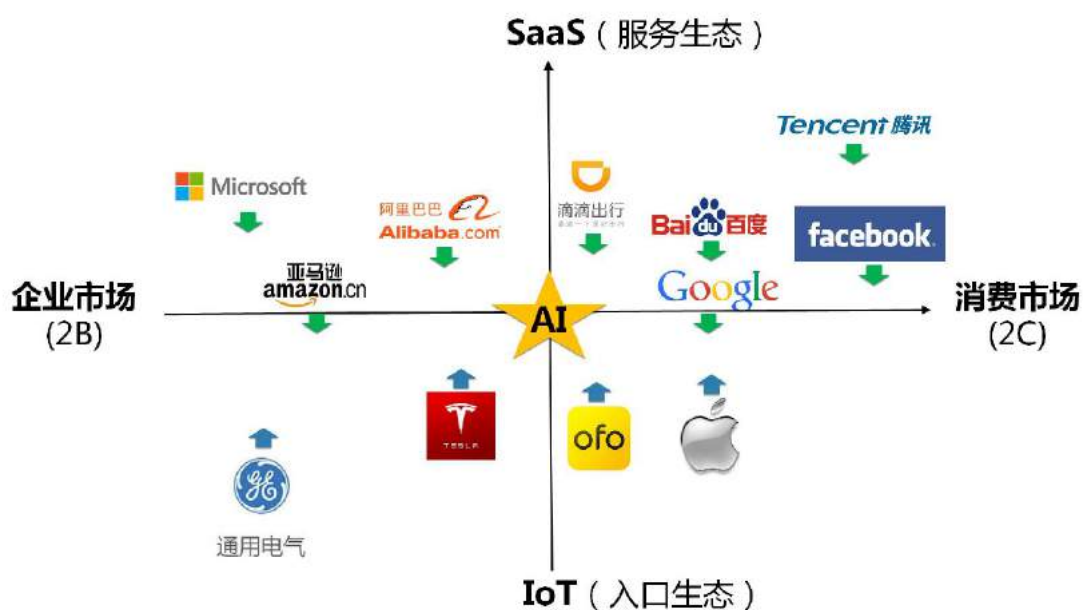 SaaS（服务生态）
Tencent 腾讯
Microsoft
阿里巴巴
Alibaba.com
滴滴出行
Bai du 百度
facebook
亚马逊
amazon.cn
Google
企业市场
(2B)
AI
消费市场
(2C)
TESLA
ofo
GE
通用电气
IoT（入口生态）